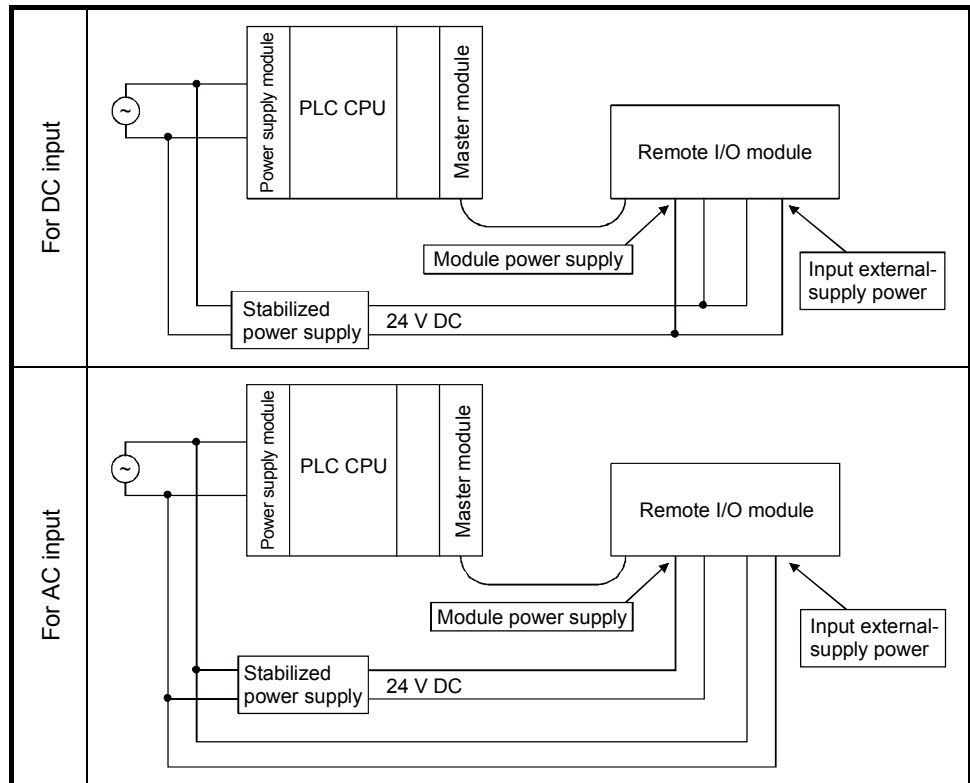 For DC input
~
Power supply module
PLC CPU
Master module
Remote I/O module
Module power supply
Input external-
supply power
Stabilized
power supply
24 V DC
For AC input
~
Power supply module
PLC CPU
Master module
Remote I/O module
Module power supply
Input external-
supply power
Stabilized
power supply
24 V DC